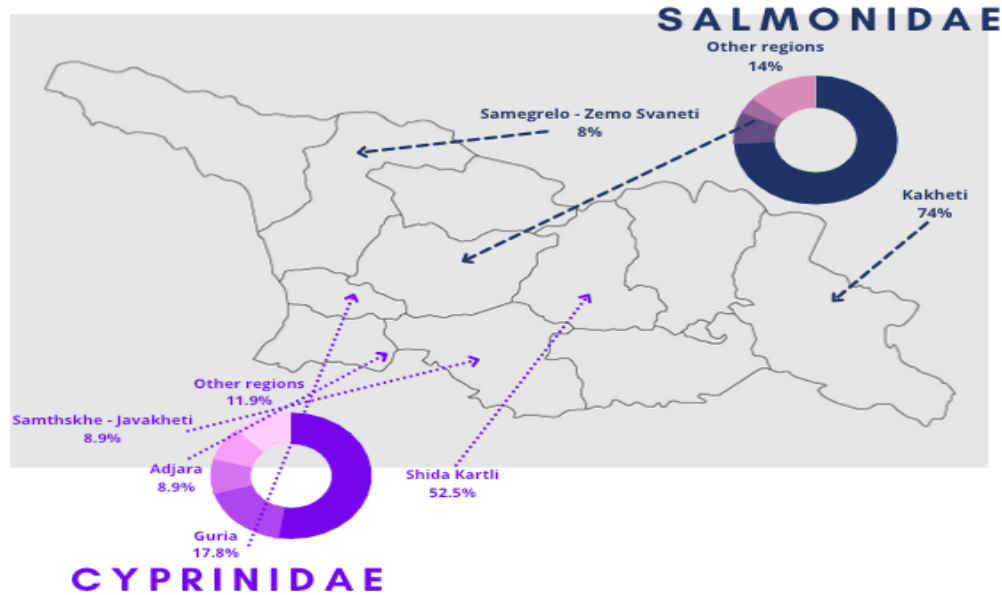 SALMONIDAE
Other regions
14%
Samegrelo - Zemo Svaneti
8%
Kakheti
74%
Other regions
11.9%
Samthskhe - Javakheti
8.9%
Adjara
8.9%
Shida Kartli
52.5%
Guria
17.8%
CYPRINIDAE